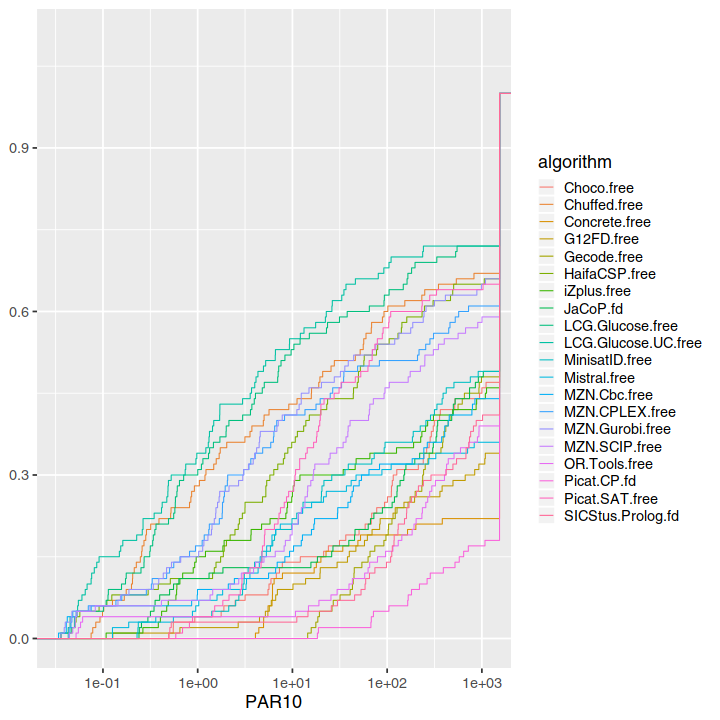 0.9
0.6
0.3
0.0
1e-01 1e+00 1e+01 1e+02 1e+03
PAR10
algorithm
Choco.free
Chuffed.free
Concrete.free
G12FD.free
Gecode.free
HaifaCSP.free
iZplus.free
JaCoP.fd
LCG.Glucose.free
LCG.Glucose.UC.free
MinisatID.free
Mistral.free
MZN.Cbc.free
MZN.CPLEX.free
MZN.Gurobi.free
MZN.SCIP.free
OR.Tools.free
Picat.CP.fd
Picat.SAT.free
SICStus.Prolog.fd